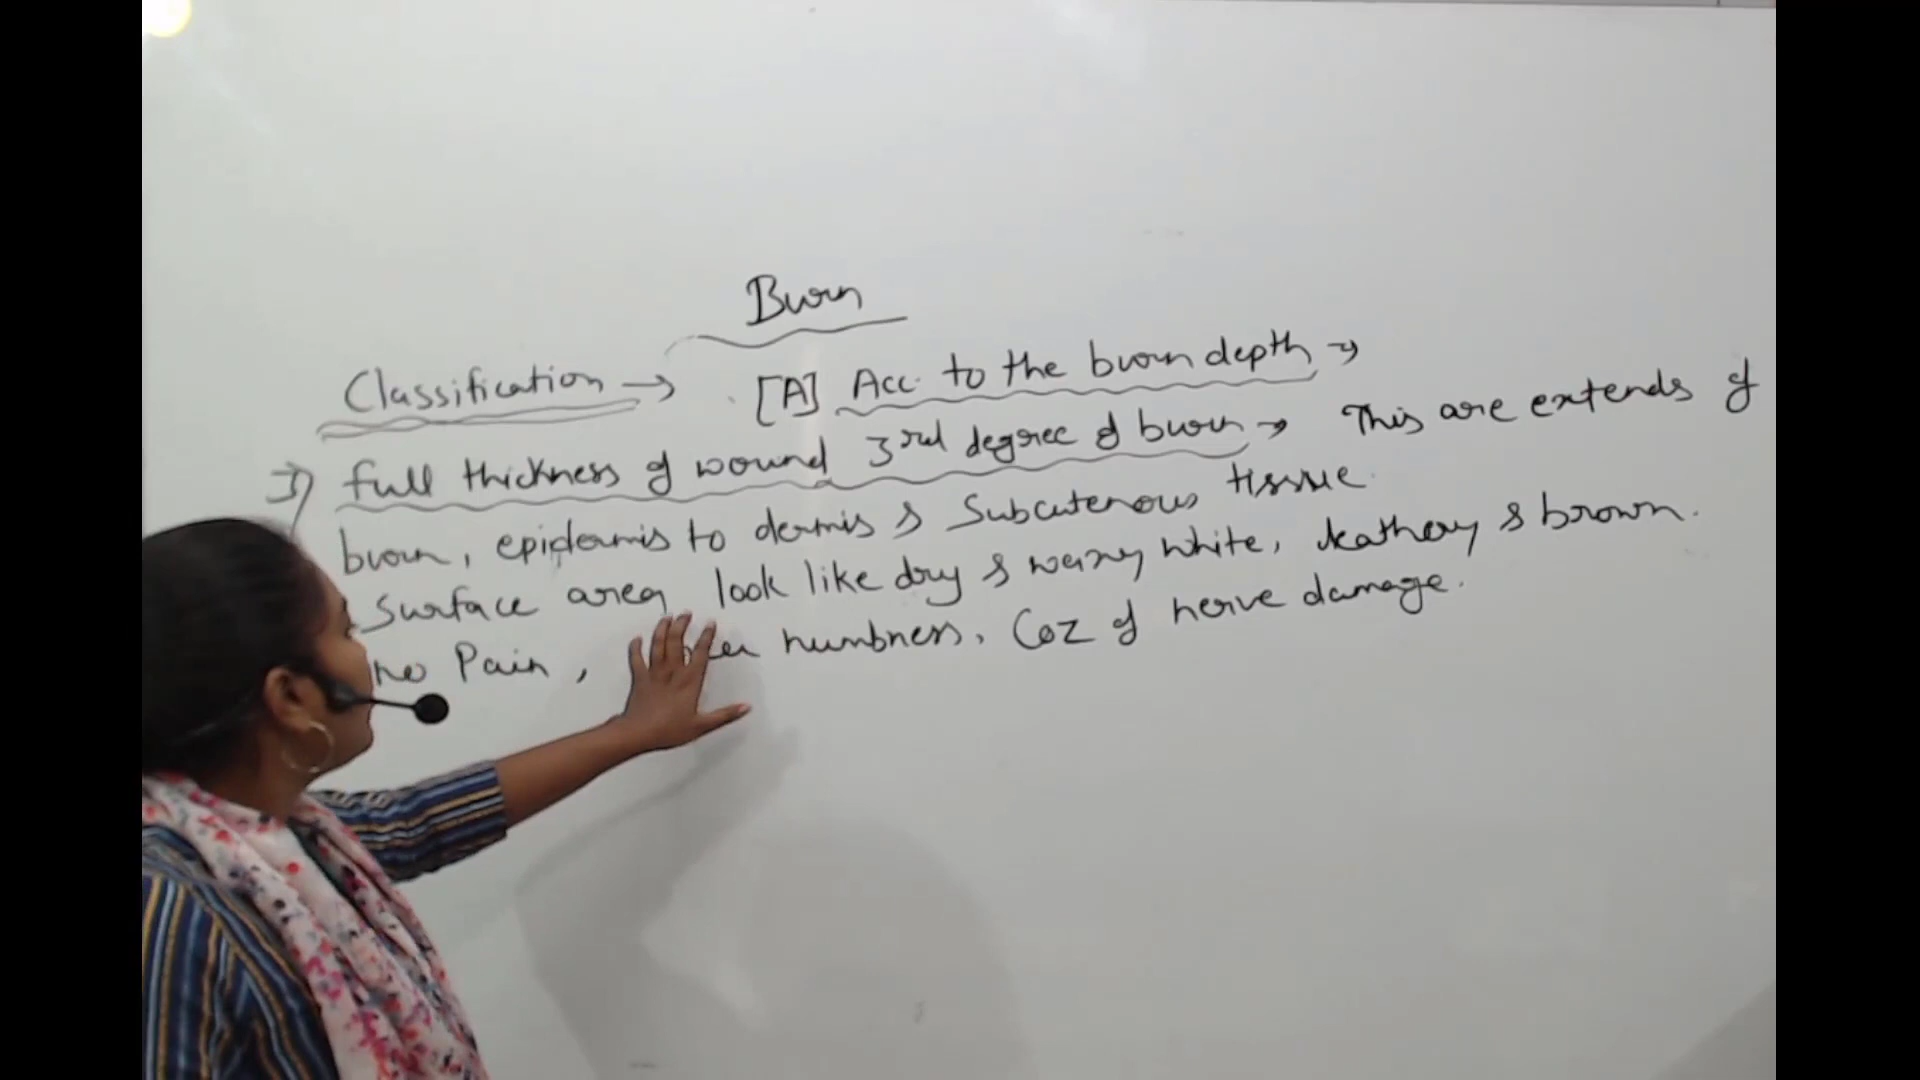 Burn
Classification → [A] Acc. to the burn depth →
I) full thickness of wound 3rd degree of burn → This are extends of
burn, epidermis to dermis & Subcutenous tissue.
Surface area look like dry & waxy white, leathery & brown.
no Pain, numbness, Coz of nerve damage.